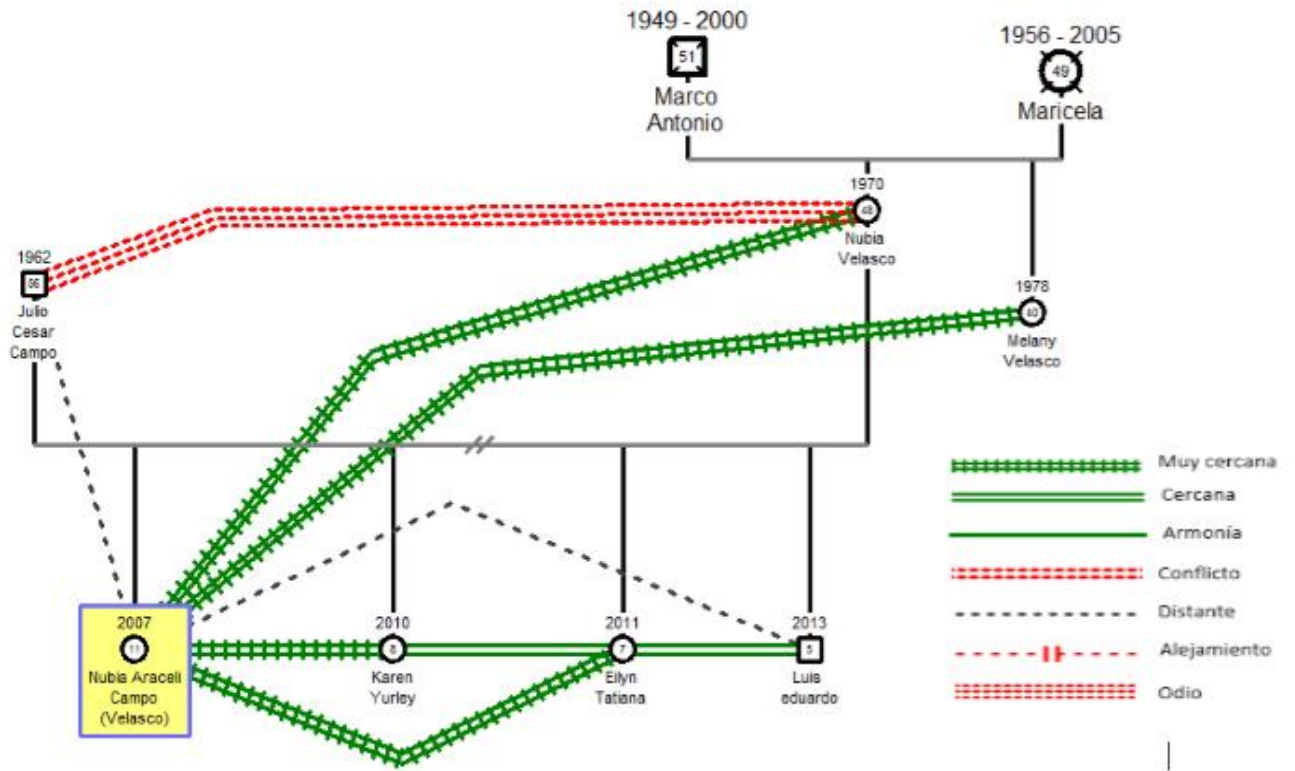 1949 - 2000
51
Marco
Antonio
1956 - 2005
49
Maricela
1970
48
Nubia
Velasco
1962
56
Julio
Cesar
Campo
1978
40
Melany
Velasco
Muy cercana
Cercana
Armonía
Conflicto
Distante
Alejamiento
Odio
2007
11
Nubia Araceli
Campo
(Velasco)
2010
8
Karen
Yurley
2011
7
Eilyn
Tatiana
2013
5
Luis
eduardo